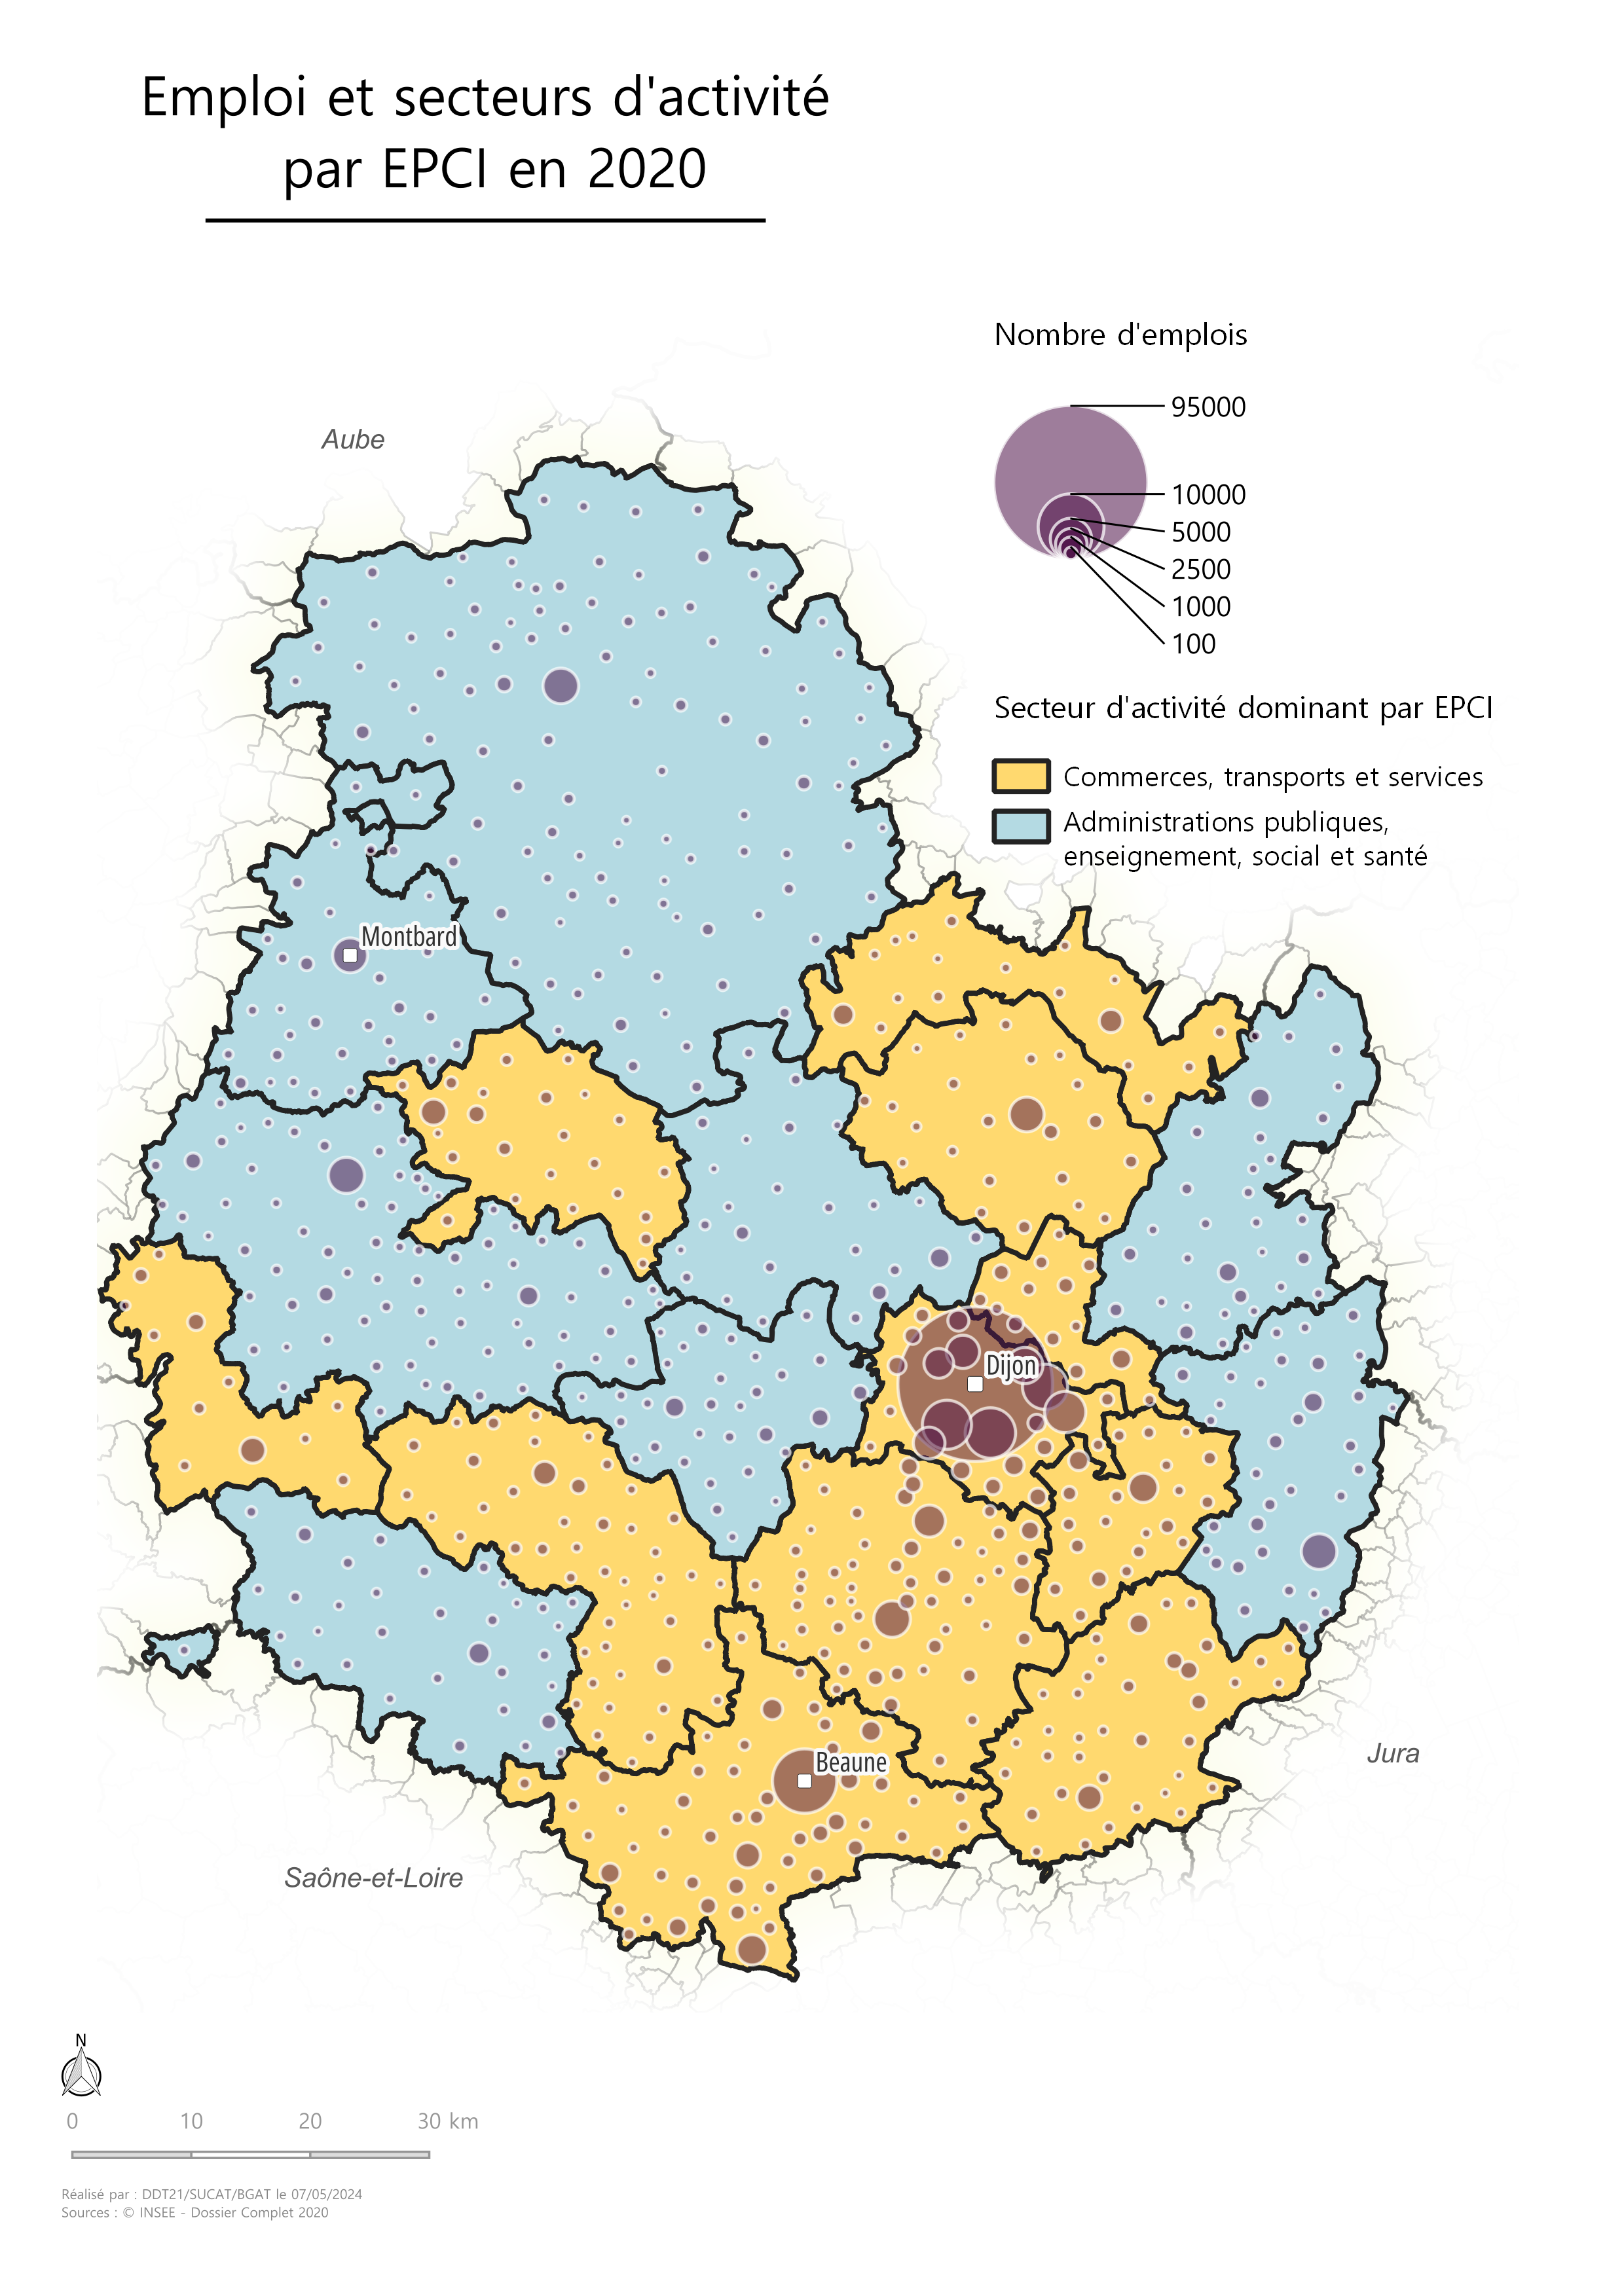 Emploi et secteurs d'activité
par EPCI en 2020
Nombre d'emplois
95000
10000
5000
2500
1000
100
Aube
Secteur d'activité dominant par EPCI
Commerces, transports et services
Administrations publiques,
enseignement, social et santé
Montbard
Dijon
Beaune
Jura
Saône-et-Loire
N
0 10 20 30 km
Réalisé par : DDT21/SUCAT/BGAT le 07/05/2024
Sources : © INSEE - Dossier Complet 2020